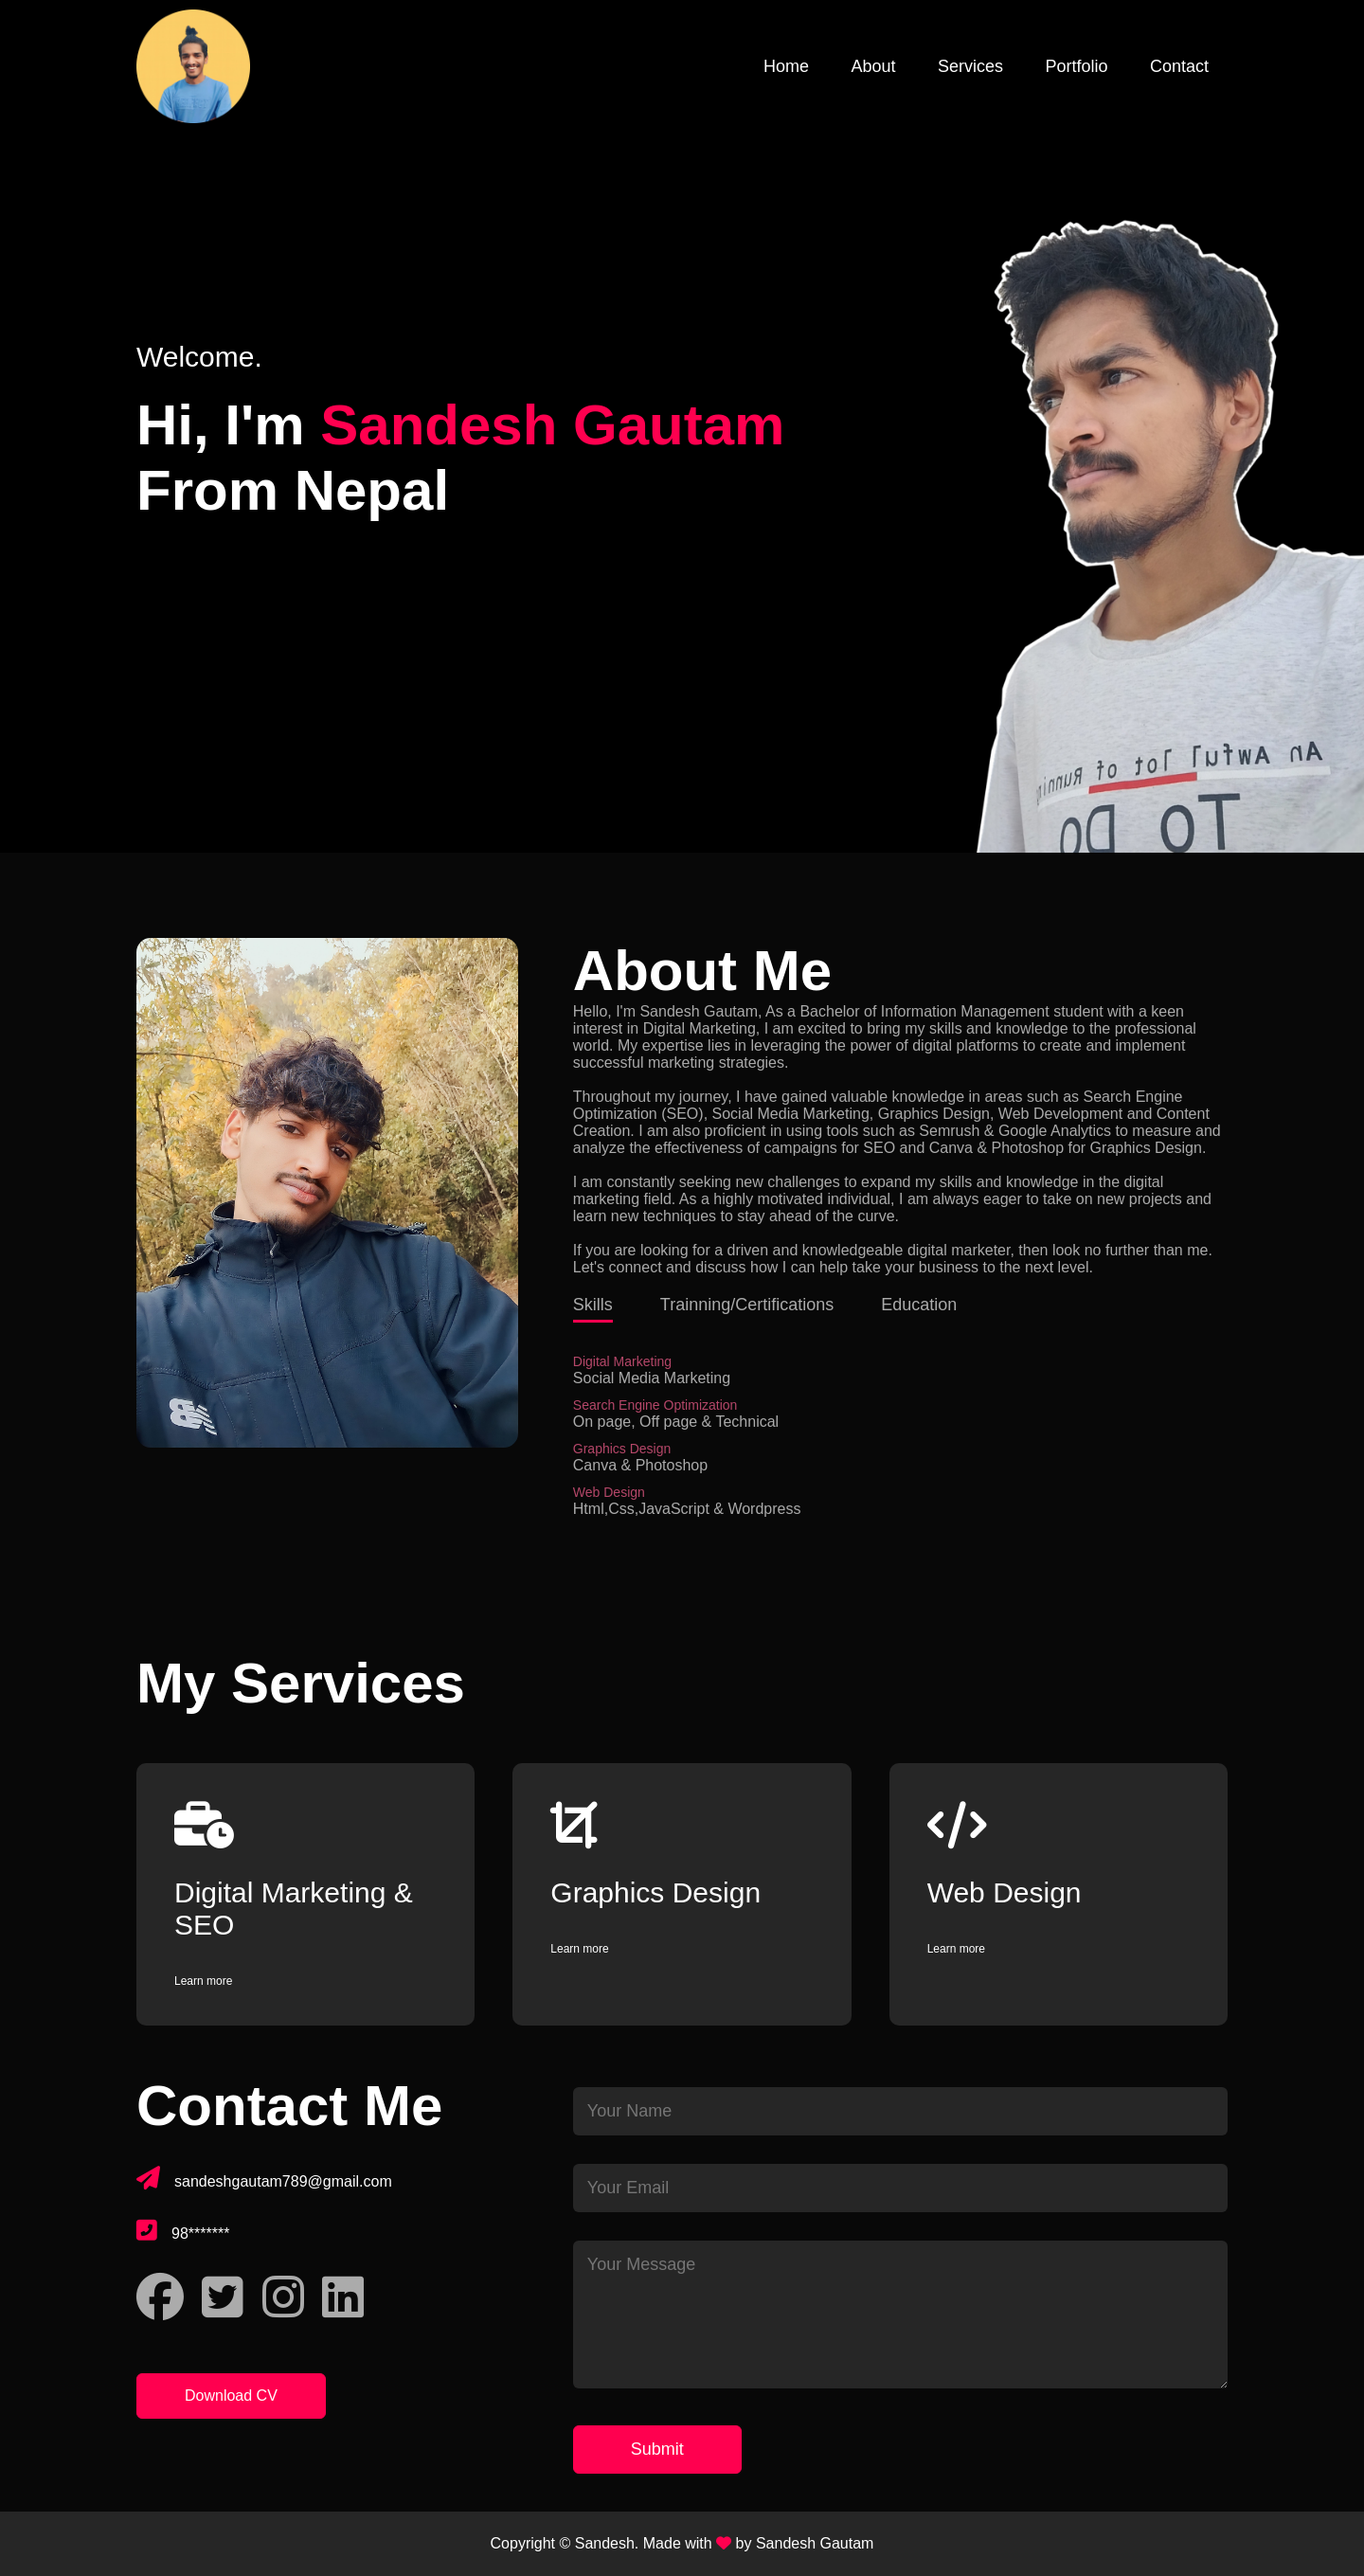 Home About Services Portfolio Contact
Welcome.
Hi, I'm Sandesh Gautam
From Nepal
An Awful lot of Running
To Do
About Me
Hello, I'm Sandesh Gautam, As a Bachelor of Information Management student with a keen
interest in Digital Marketing, I am excited to bring my skills and knowledge to the professional
world. My expertise lies in leveraging the power of digital platforms to create and implement
successful marketing strategies.
Throughout my journey, I have gained valuable knowledge in areas such as Search Engine
Optimization (SEO), Social Media Marketing, Graphics Design, Web Development and Content
Creation. I am also proficient in using tools such as Semrush & Google Analytics to measure and
analyze the effectiveness of campaigns for SEO and Canva & Photoshop for Graphics Design.
I am constantly seeking new challenges to expand my skills and knowledge in the digital
marketing field. As a highly motivated individual, I am always eager to take on new projects and
learn new techniques to stay ahead of the curve.
If you are looking for a driven and knowledgeable digital marketer, then look no further than me.
Let's connect and discuss how I can help take your business to the next level.
Skills Trainning/Certifications Education
Digital Marketing
Social Media Marketing
Search Engine Optimization
On page, Off page & Technical
Graphics Design
Canva & Photoshop
Web Design
Html,Css,JavaScript & Wordpress
My Services
Digital Marketing &
SEO
Learn more
Graphics Design
Learn more
Web Design
Learn more
Contact Me
sandeshgautam789@gmail.com
98*******
Download CV
Your Name
Your Email
Your Message
Submit
Copyright © Sandesh. Made with ❤ by Sandesh Gautam